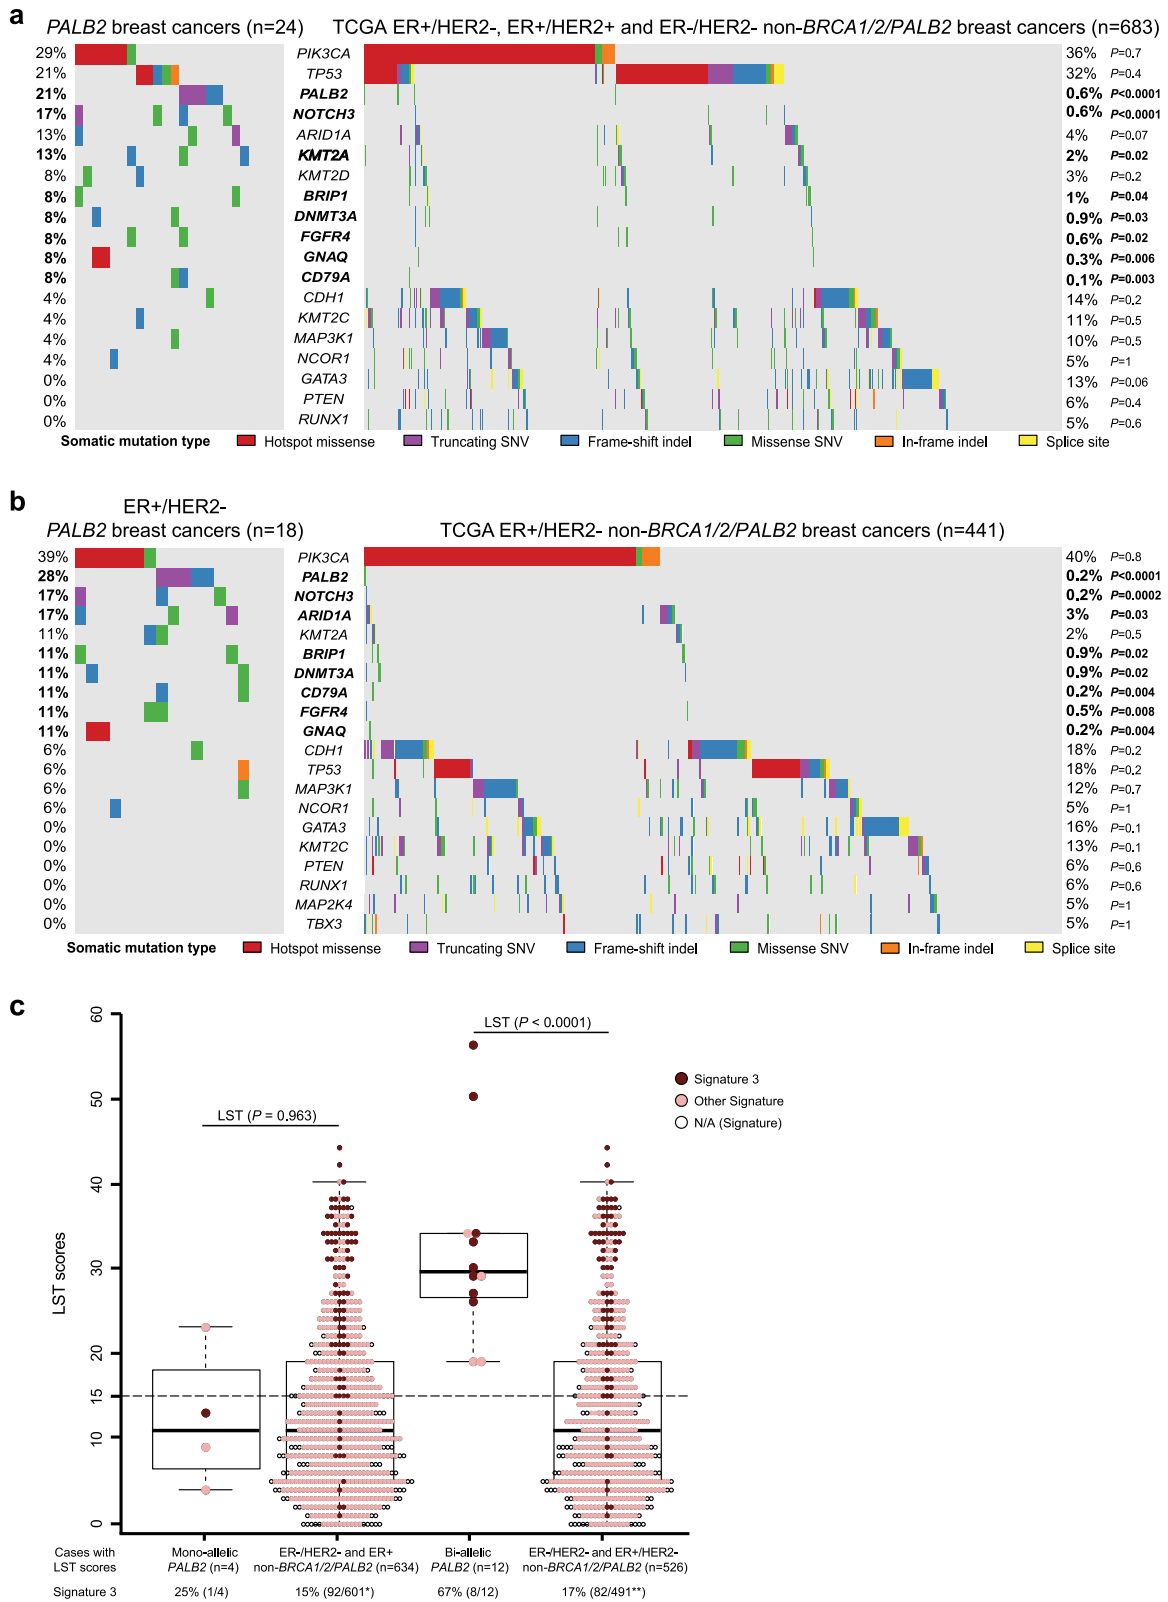 a
PALB2 breast cancers (n=24) TCGA ER+/HER2-, ER+/HER2+ and ER-/HER2- non-BRCA1/2/PALB2 breast cancers (n=683)
29% PIK3CA 36% P=0.7
21% TP53 32% P=0.4
21% PALB2 0.6% P<0.0001
17% NOTCH3 0.6% P<0.0001
13% ARID1A 4% P=0.07
13% KMT2A 2% P=0.02
8% KMT2D 3% P=0.2
8% BRIP1 1% P=0.04
8% DNMT3A 0.9% P=0.03
8% FGFR4 0.6% P=0.02
8% GNAQ 0.3% P=0.006
8% CD79A 0.1% P=0.003
4% CDH1 14% P=0.2
4% KMT2C 11% P=0.5
4% MAP3K1 10% P=0.5
4% NCOR1 5% P=1
0% GATA3 13% P=0.06
0% PTEN 6% P=0.4
0% RUNX1 5% P=0.6
Somatic mutation type Hotspot missense Truncating SNV Frame-shift indel Missense SNV In-frame indel Splice site
b
ER+/HER2-
PALB2 breast cancers (n=18) TCGA ER+/HER2- non-BRCA1/2/PALB2 breast cancers (n=441)
39% PIK3CA 40% P=0.8
28% PALB2 0.2% P<0.0001
17% NOTCH3 0.2% P=0.0002
17% ARID1A 3% P=0.03
11% KMT2A 2% P=0.5
11% BRIP1 0.9% P=0.02
11% DNMT3A 0.9% P=0.02
11% CD79A 0.2% P=0.004
11% FGFR4 0.5% P=0.008
11% GNAQ 0.2% P=0.004
6% CDH1 18% P=0.2
6% TP53 18% P=0.2
6% MAP3K1 12% P=0.7
6% NCOR1 5% P=1
0% GATA3 16% P=0.1
0% KMT2C 13% P=0.1
0% PTEN 6% P=0.6
0% RUNX1 6% P=0.6
0% MAP2K4 5% P=1
0% TBX3 5% P=1
Somatic mutation type Hotspot missense Truncating SNV Frame-shift indel Missense SNV In-frame indel Splice site
c
60
LST (P < 0.0001)
Signature 3
50
Other Signature
LST (P = 0.963)
N/A (Signature)
40
LST scores
30
20
15
10
0
Cases with LST scores
Mono-allelic PALB2 (n=4)
ER-/HER2- and ER+ non-BRCA1/2/PALB2 (n=634)
Bi-allelic PALB2 (n=12)
ER-/HER2- and ER+/HER2- non-BRCA1/2/PALB2 (n=526)
Signature 3 25% (1/4) 15% (92/601*) 67% (8/12) 17% (82/491**)